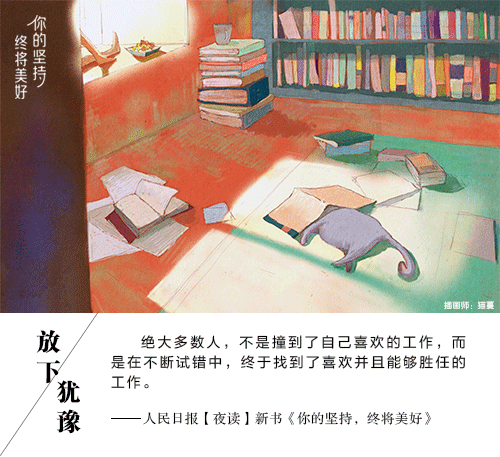 你的坚持
终将美好
插画师：猫蔓
放下
犹豫
绝大多数人，不是撞到了自己喜欢的工作，而
是在不断试错中，终于找到了喜欢并且能够胜任的
工作。
——人民日报【夜读】新书《你的坚持，终将美好》